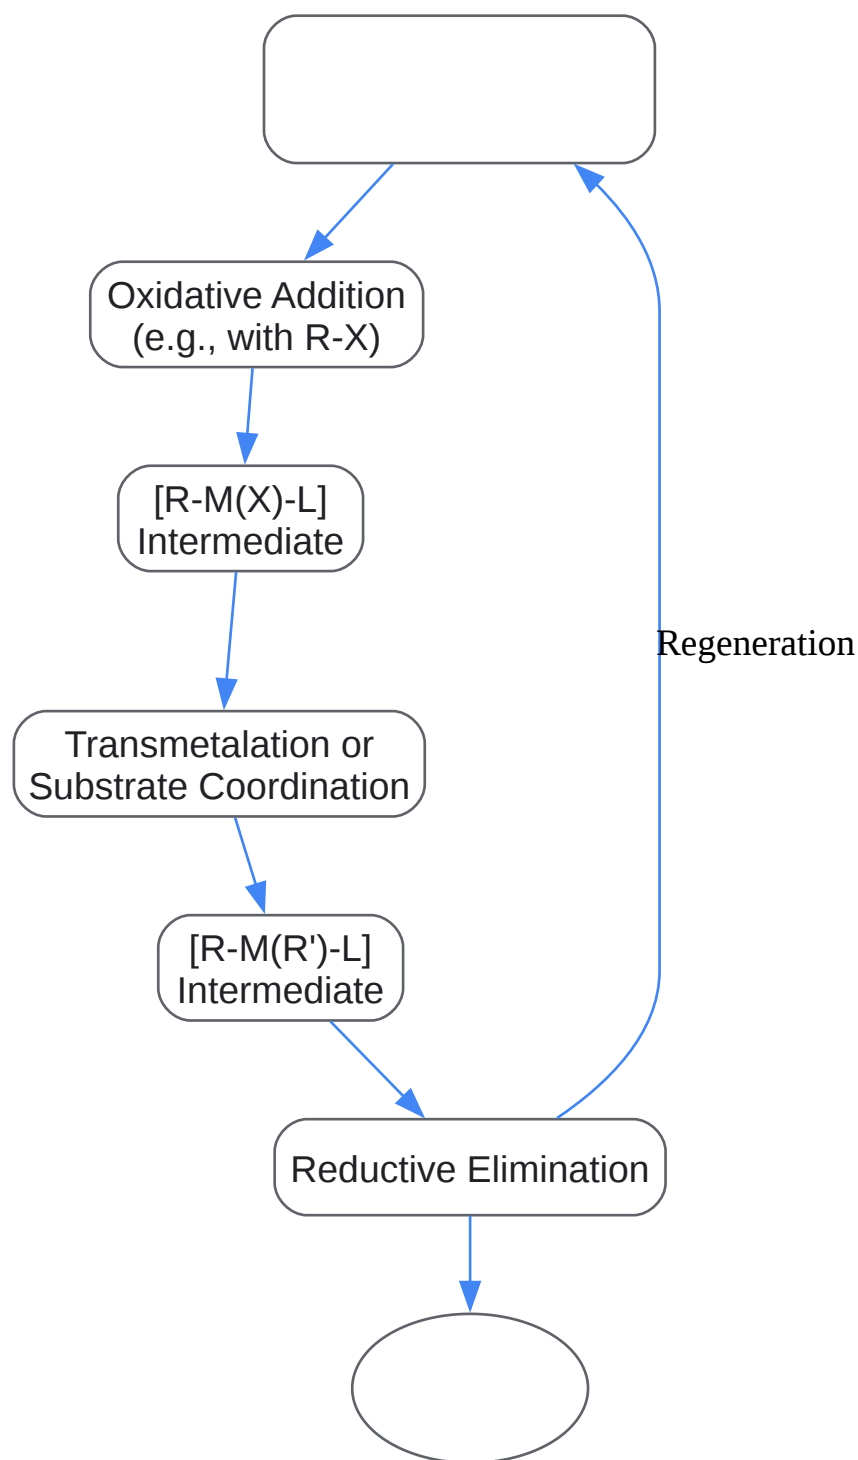 Oxidative Addition
(e.g., with R-X)
[R-M(X)-L]
Intermediate
Regeneration
Transmetalation or
Substrate Coordination
[R-M(R')-L]
Intermediate
Reductive Elimination